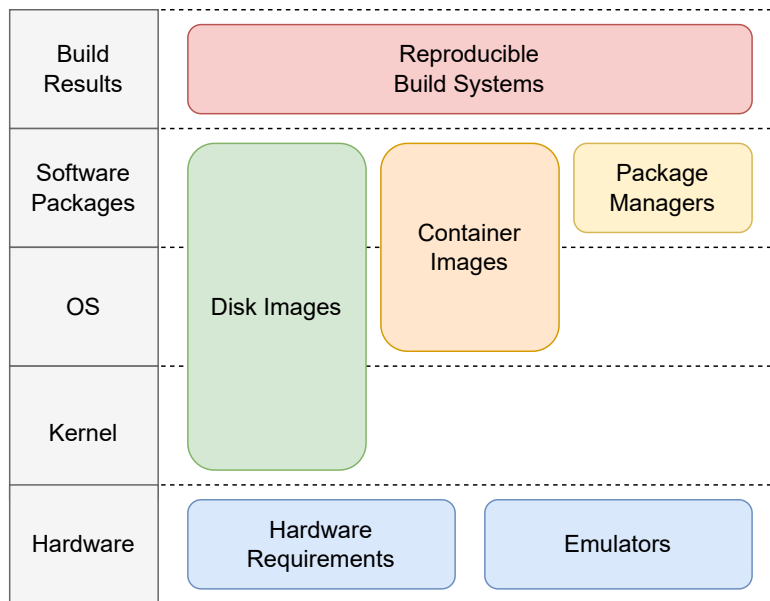 Build
Results
Reproducible
Build Systems
Software
Packages
Package
Managers
Container
Images
OS
Disk Images
Kernel
Hardware
Hardware
Requirements
Emulators